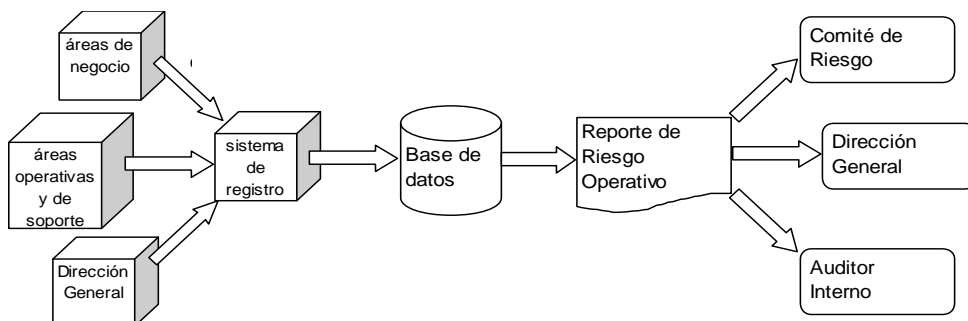 áreas de
negocio
áreas
operativas
y de
soporte
Dirección
General
sistema
de
registro
Base de
datos
Reporte de
Riesgo
Operativo
Comité de
Riesgo
Dirección
General
Auditor
Interno